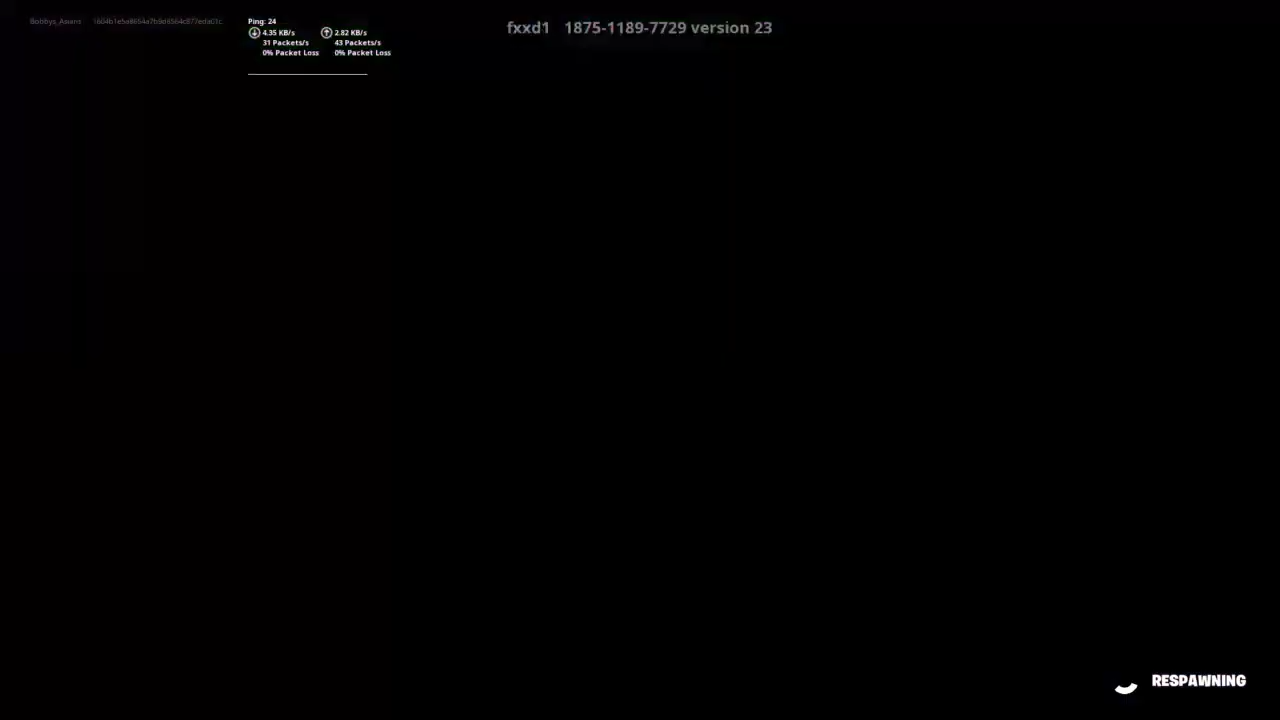 Ping: 24
4.35 KB/s 2.82 KB/s
31 Packets/s 43 Packets/s
0% Packet Loss 0% Packet Loss
fxxd1 1875-1189-7729 version 23
RESPAWNING